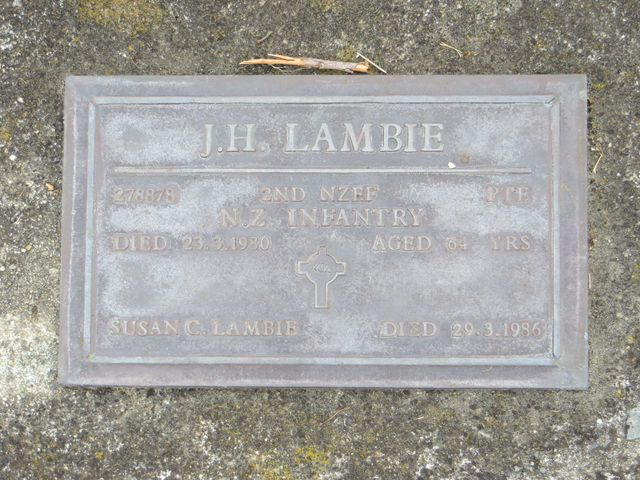 J.H. LAMBIE
278878 2ND NZEF PTE
N.Z. INFANTRY
DIED 23.3.1980 AGED 64 YRS
SUSAN C. LAMBIE DIED 29.3.1986